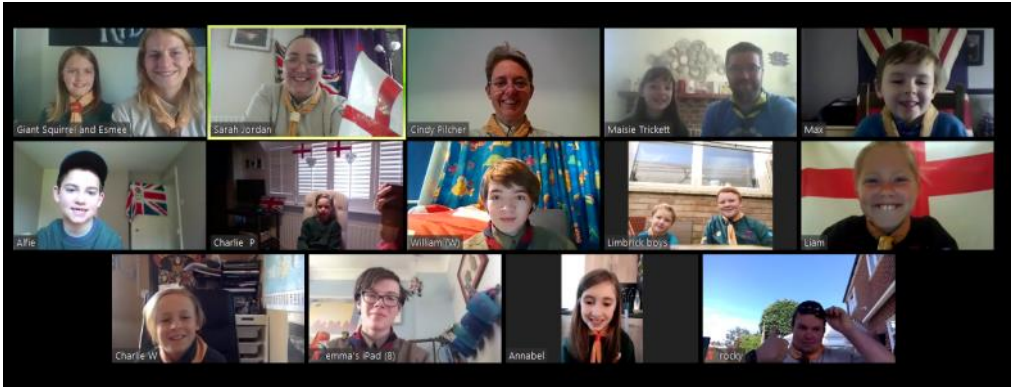 Giant Squirrel and Esmee
Sarah Jordan
Cindy Pilcher
Maisie Trickett
Max
Alfie
Charlie P
William (W)
Limbrick boys
Liam
Charlie W
emma's iPad (8)
Annabel
rocky